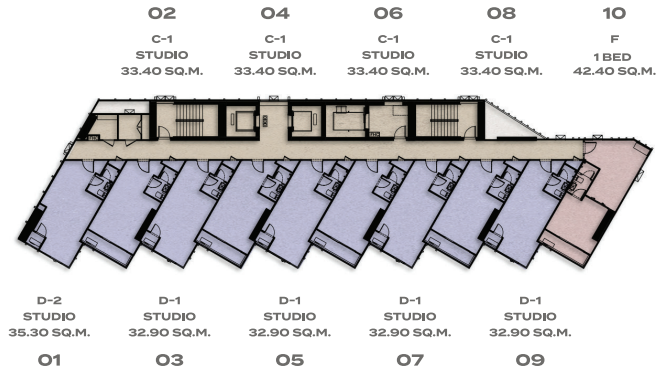 02
C-1
STUDIO
33.40 SQ.M.
04
C-1
STUDIO
33.40 SQ.M.
06
C-1
STUDIO
33.40 SQ.M.
08
C-1
STUDIO
33.40 SQ.M.
10
F
1 BED
42.40 SQ.M.
D-2
STUDIO
35.30 SQ.M.
01
D-1
STUDIO
32.90 SQ.M.
03
D-1
STUDIO
32.90 SQ.M.
05
D-1
STUDIO
32.90 SQ.M.
07
D-1
STUDIO
32.90 SQ.M.
09